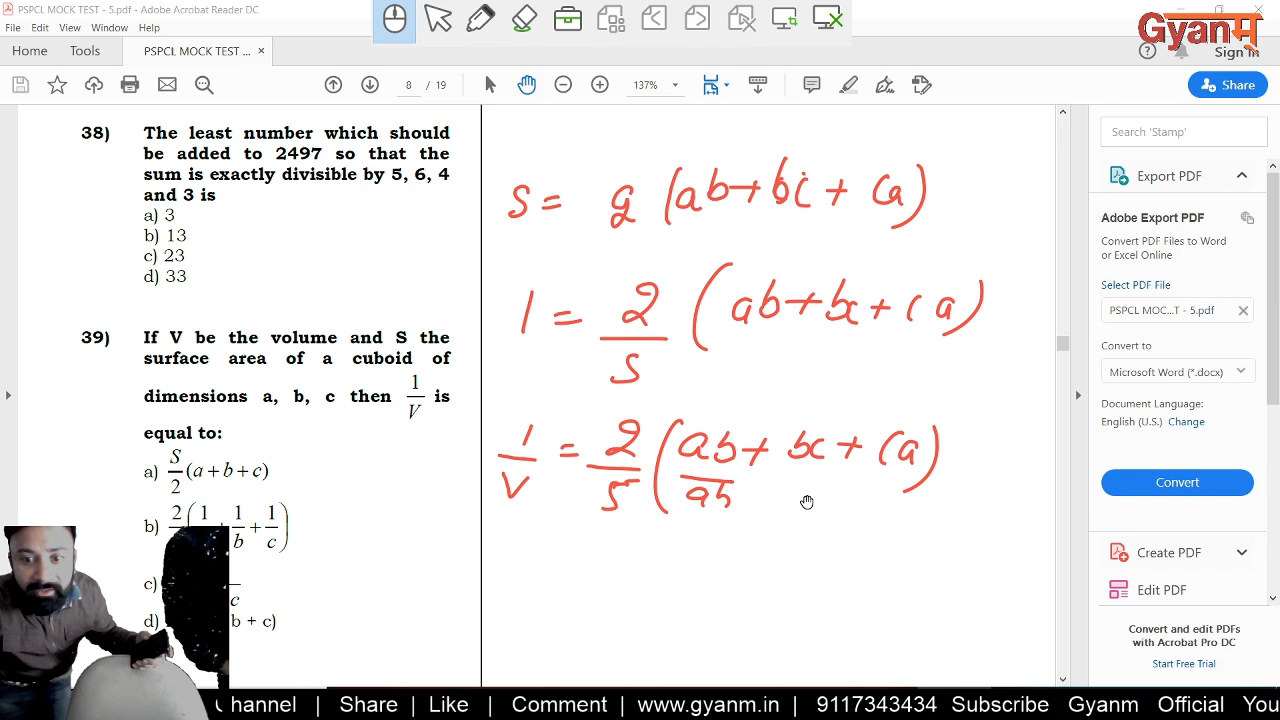 PSPCL MOCK TEST - 5.pdf - Adobe Acrobat Reader DC
File Edit View Window Help
Home Tools PSPCL MOCK TEST ... ×
Gyanम्
Sign In
8 / 19
137%
Share
38) The least number which should
be added to 2497 so that the
sum is exactly divisible by 5, 6, 4
and 3 is
a) 3
b) 13
c) 23
d) 33
39) If V be the volume and S the
surface area of a cuboid of
dimensions a, b, c then 1/V is
equal to:
a) S/2 (a + b + c)
b) 2/ (1/ + 1/b + 1/c)
c) c
d) b + c)
S = 2 (ab + bc + ca)
1 = 2/S (ab + bc + ca)
1/V = 2/S (ab/ab + bc + ca)
Search 'Stamp'
Export PDF
Adobe Export PDF
Convert PDF Files to Word
or Excel Online
Select PDF File
PSPCL MOC...T - 5.pdf
Convert to
Microsoft Word (*.docx)
Document Language:
English (U.S.) Change
Convert
Create PDF
Edit PDF
Convert and edit PDFs
with Acrobat Pro DC
Start Free Trial
hannel | Share | Like | Comment | www.gyanm.in | 9117343434 Subscribe Gyanm Official You